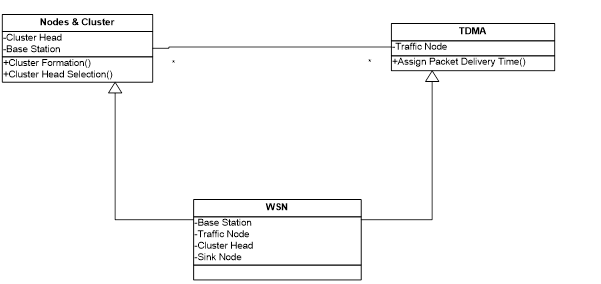 Nodes & Cluster
-Cluster Head
-Base Station
+Cluster Formation()
+Cluster Head Selection()
TDMA
-Traffic Node
+Assign Packet Delivery Time()
*
*
WSN
-Base Station
-Traffic Node
-Cluster Head
-Sink Node